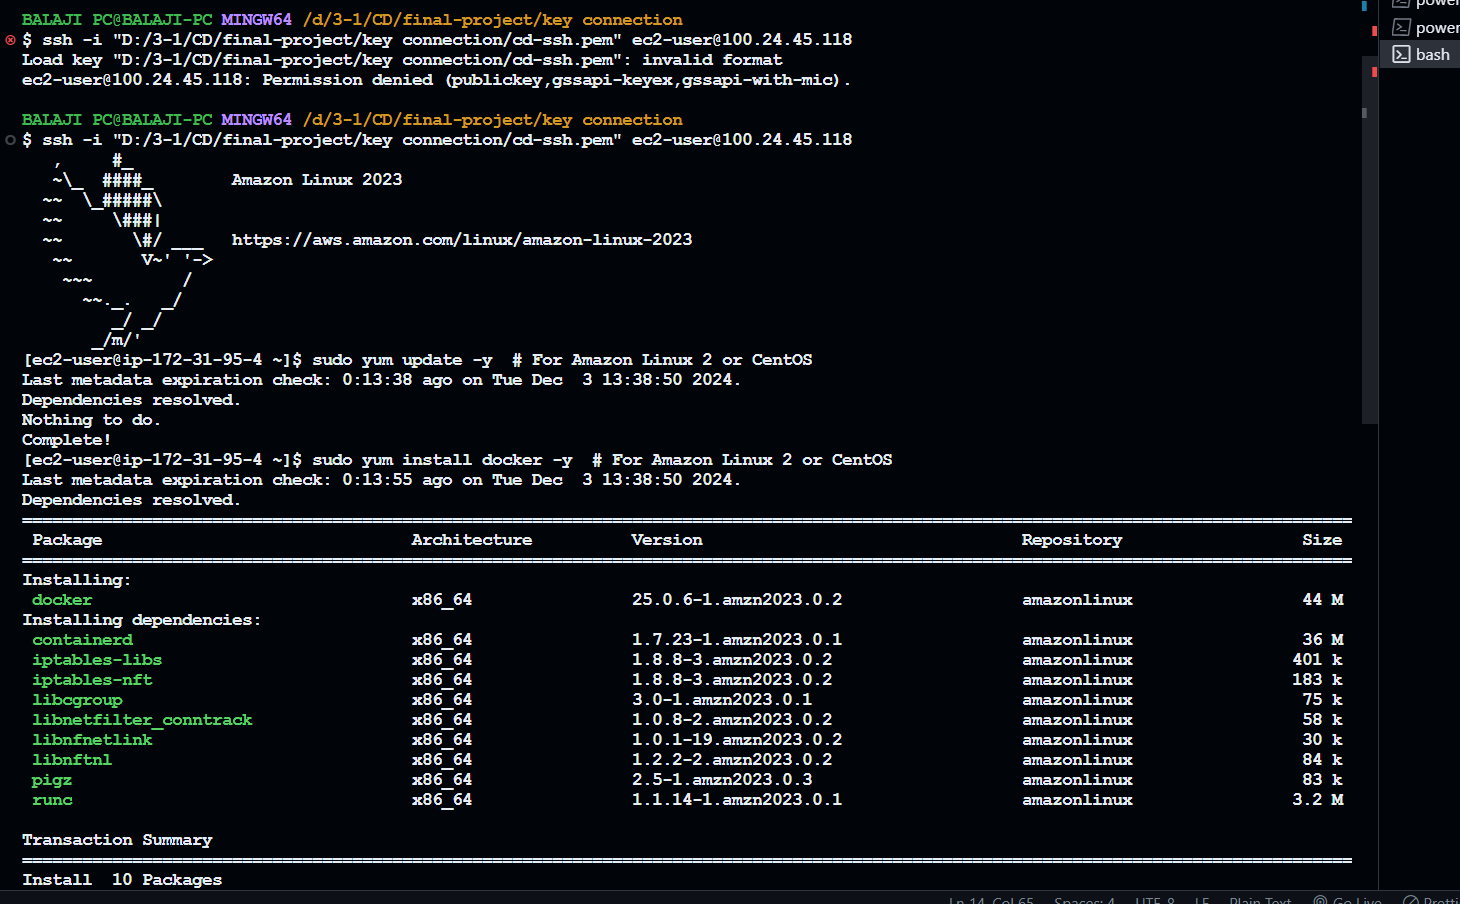 BALAJI PC@BALAJI-PC MINGW64 /d/3-1/CD/final-project/key connection
$ ssh -i "D:/3-1/CD/final-project/key connection/cd-ssh.pem" ec2-user@100.24.45.118
Load key "D:/3-1/CD/final-project/key connection/cd-ssh.pem": invalid format
ec2-user@100.24.45.118: Permission denied (publickey,gssapi-keyex,gssapi-with-mic).
BALAJI PC@BALAJI-PC MINGW64 /d/3-1/CD/final-project/key connection
$ ssh -i "D:/3-1/CD/final-project/key connection/cd-ssh.pem" ec2-user@100.24.45.118
   ,     #_
   ~\_  ####_        Amazon Linux 2023
  ~~  \_#####\
  ~~     \###|
  ~~       \#/ ___   https://aws.amazon.com/linux/amazon-linux-2023
   ~~       V~' '->
    ~~~         /
      ~~._.   _/
         _/ _/
       _/m/'
[ec2-user@ip-172-31-95-4 ~]$ sudo yum update -y  # For Amazon Linux 2 or CentOS
Last metadata expiration check: 0:13:38 ago on Tue Dec  3 13:38:50 2024.
Dependencies resolved.
Nothing to do.
Complete!
[ec2-user@ip-172-31-95-4 ~]$ sudo yum install docker -y  # For Amazon Linux 2 or CentOS
Last metadata expiration check: 0:13:55 ago on Tue Dec  3 13:38:50 2024.
Dependencies resolved.
Package Architecture Version Repository Size
Installing:
docker x86_64 25.0.6-1.amzn2023.0.2 amazonlinux 44 M
Installing dependencies:
containerd x86_64 1.7.23-1.amzn2023.0.1 amazonlinux 36 M
iptables-libs x86_64 1.8.8-3.amzn2023.0.2 amazonlinux 401 k
iptables-nft x86_64 1.8.8-3.amzn2023.0.2 amazonlinux 183 k
libcgroup x86_64 3.0-1.amzn2023.0.1 amazonlinux 75 k
libnetfilter_conntrack x86_64 1.0.8-2.amzn2023.0.2 amazonlinux 58 k
libnfnetlink x86_64 1.0.1-19.amzn2023.0.2 amazonlinux 30 k
libnftnl x86_64 1.2.2-2.amzn2023.0.2 amazonlinux 84 k
pigz x86_64 2.5-1.amzn2023.0.3 amazonlinux 83 k
runc x86_64 1.1.14-1.amzn2023.0.1 amazonlinux 3.2 M
Transaction Summary
Install  10 Packages
power
power
bash
Ln 14, Col 65 Spaces: 4 UTF-8 LF Plain Text Go Live Pretti